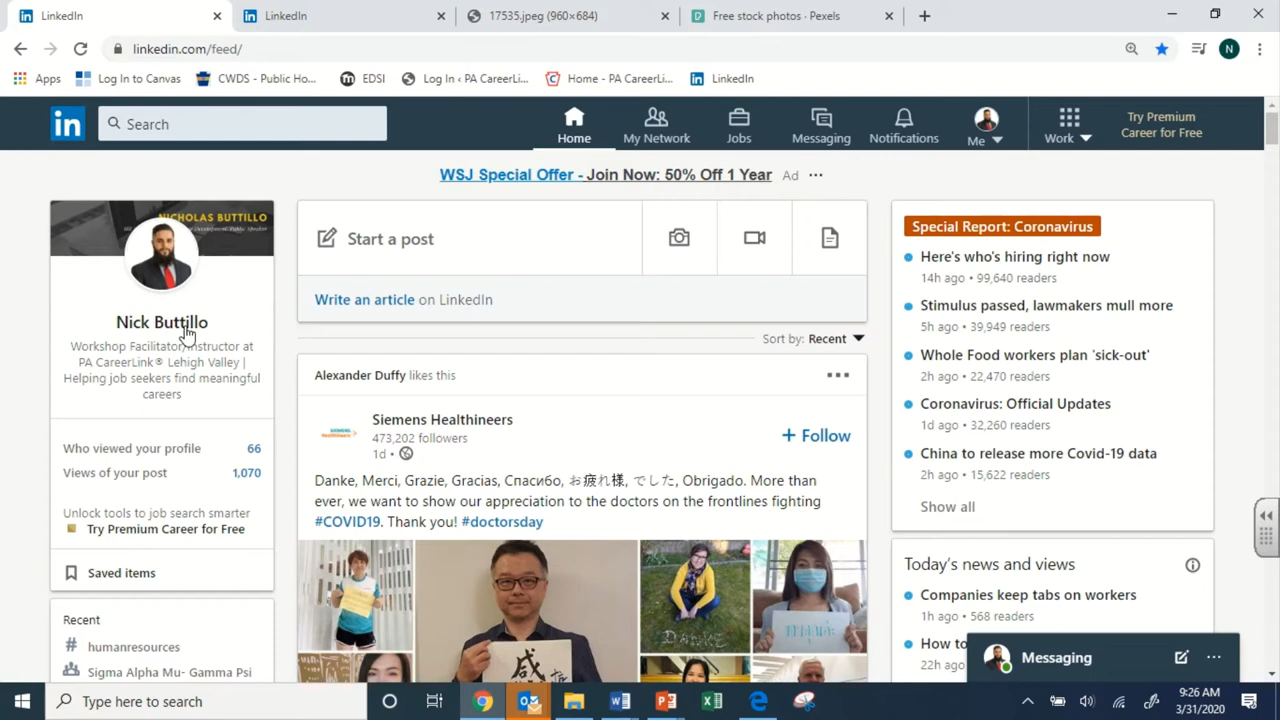 LinkedIn
LinkedIn
17535.jpeg (960×684)
Free stock photos · Pexels
linkedin.com/feed/
N
Apps
Log In to Canvas
CWDS - Public Ho...
EDSI
Log In ‹ PA CareerLi...
Home - PA CareerLi...
LinkedIn
in
Search
Home
My Network
Jobs
Messaging
Notifications
Me
Work
Try Premium
Career for Free
WSJ Special Offer - Join Now: 50% Off 1 Year
Ad
NICHOLAS BUTTILLO
Nick Buttillo
Workshop Facilitator/Instructor at
PA CareerLink® Lehigh Valley |
Helping job seekers find meaningful
careers
Who viewed your profile 66
Views of your post 1,070
Unlock tools to job search smarter
Try Premium Career for Free
Saved items
Recent
# humanresources
Sigma Alpha Mu- Gamma Psi
Start a post
Write an article on LinkedIn
Sort by: Recent
Alexander Duffy likes this
Siemens Healthineers
473,202 followers
1d •
+ Follow
Danke, Merci, Grazie, Gracias, Спасибо, お疲れ様, でした, Obrigado. More than
ever, we want to show our appreciation to the doctors on the frontlines fighting
#COVID19. Thank you! #doctorsday
DANKE
感
Special Report: Coronavirus
Here's who's hiring right now
14h ago • 99,640 readers
Stimulus passed, lawmakers mull more
5h ago • 39,949 readers
Whole Food workers plan 'sick-out'
2h ago • 22,470 readers
Coronavirus: Official Updates
1d ago • 32,260 readers
China to release more Covid-19 data
2h ago • 15,622 readers
Show all
Today's news and views
Companies keep tabs on workers
1h ago • 568 readers
How to
22h ago
Messaging
Type here to search
9:26 AM
3/31/2020